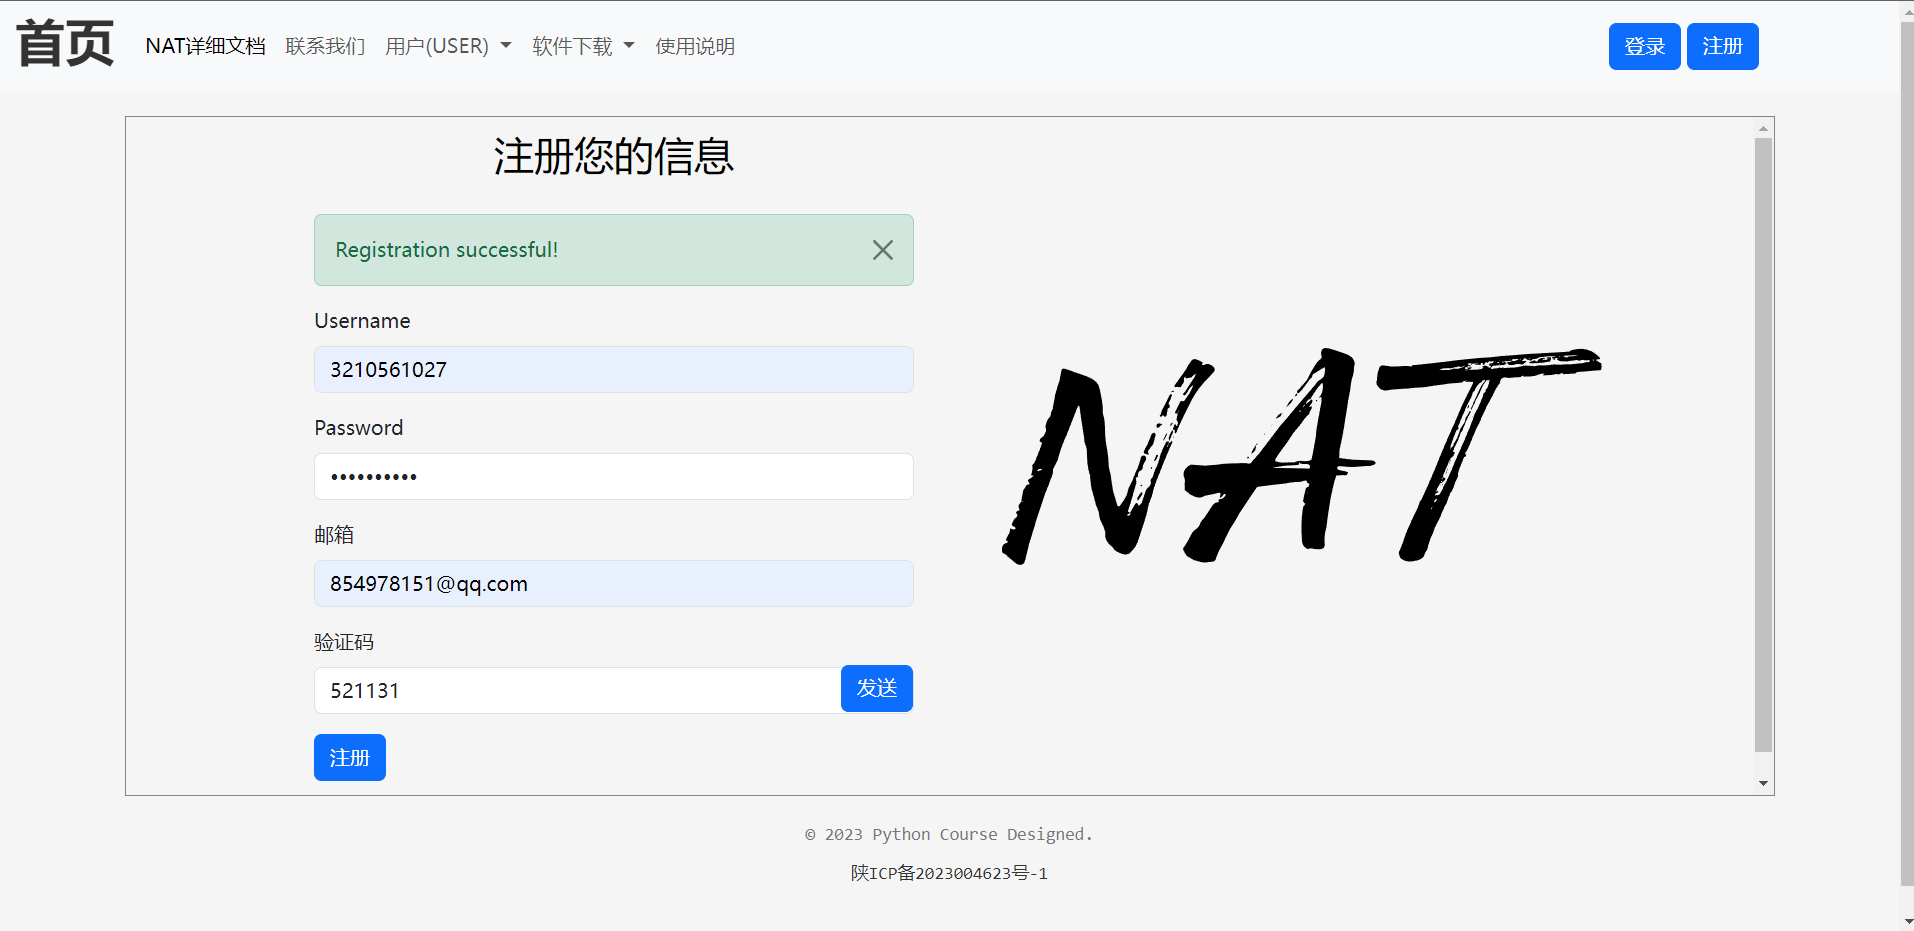 首页 NAT详细文档 联系我们 用户(USER) 软件下载 使用说明 登录 注册
注册您的信息
Registration successful!
Username
3210561027
Password
••••••••••
邮箱
854978151@qq.com
验证码
521131 发送
注册
NAT
© 2023 Python Course Designed.
陕ICP备2023004623号-1